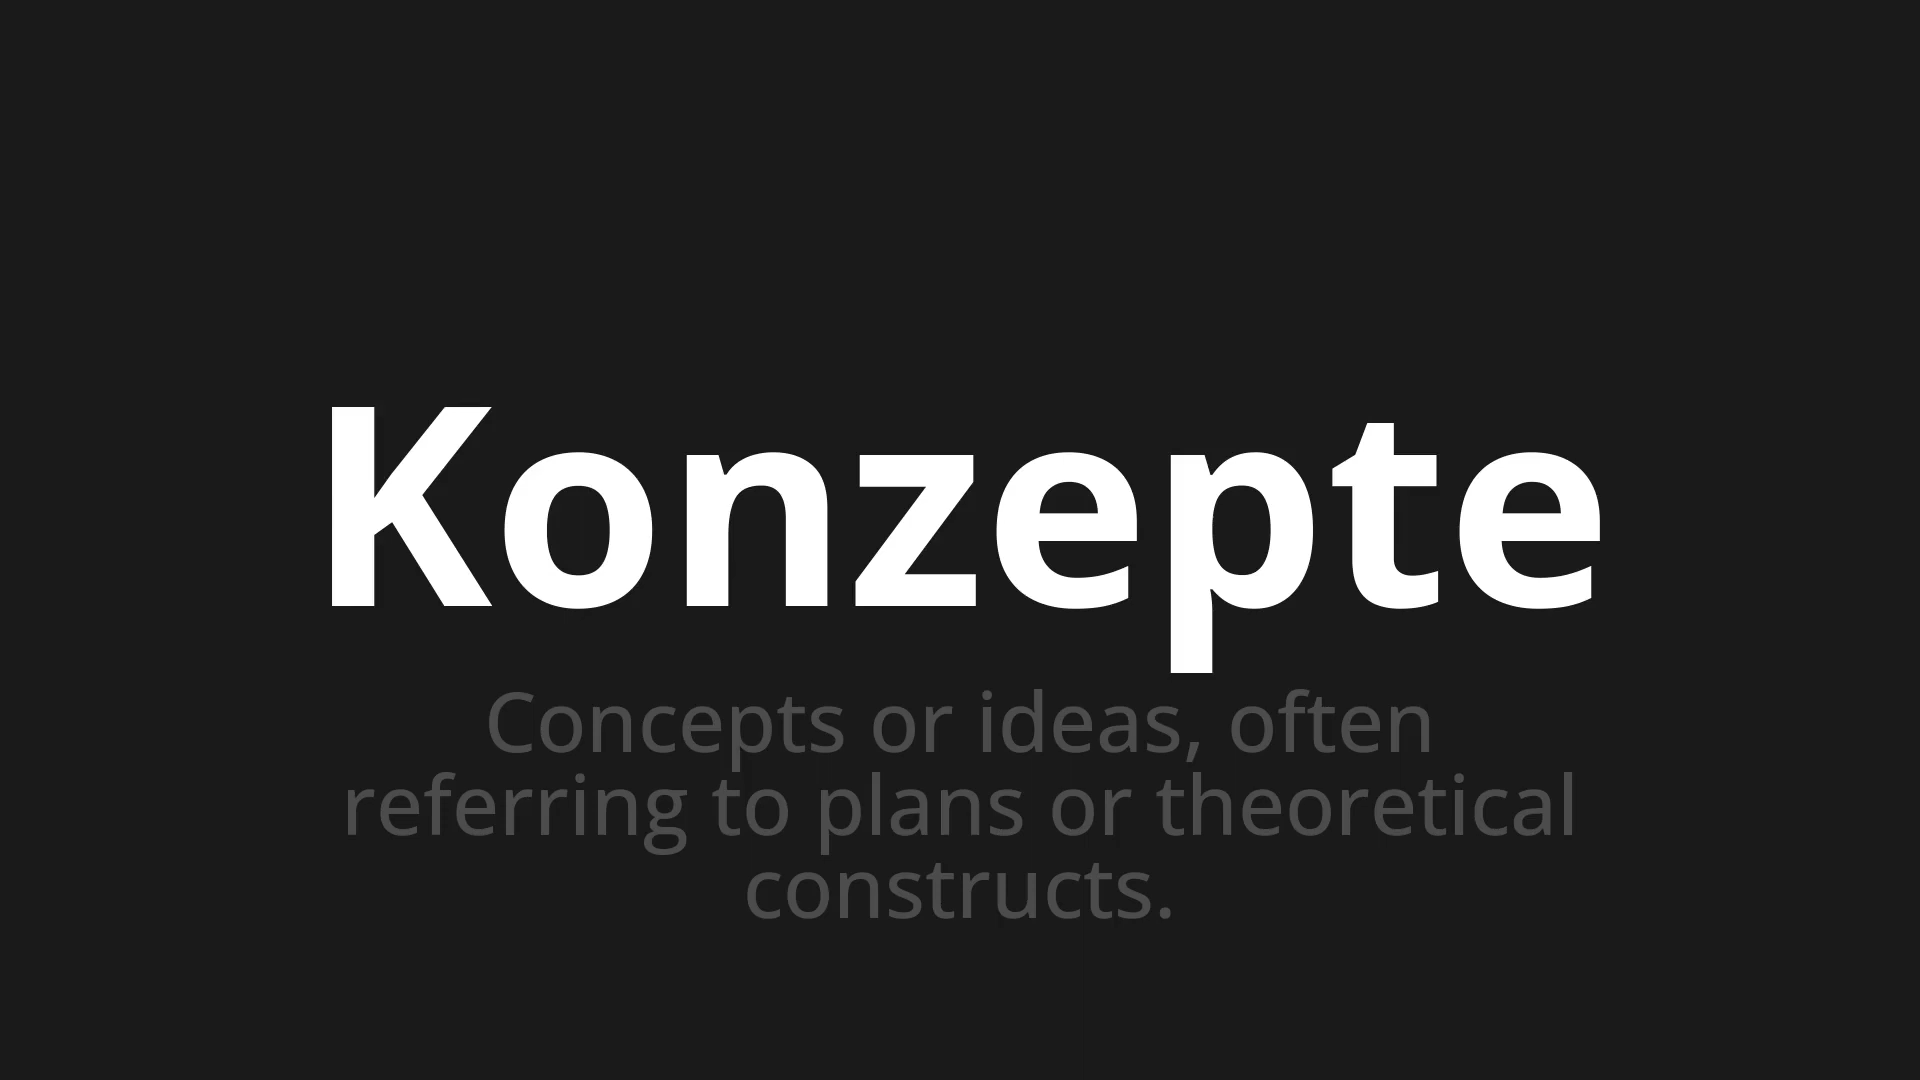 Konzepte
Concepts or ideas, often
referring to plans or theoretical
constructs.